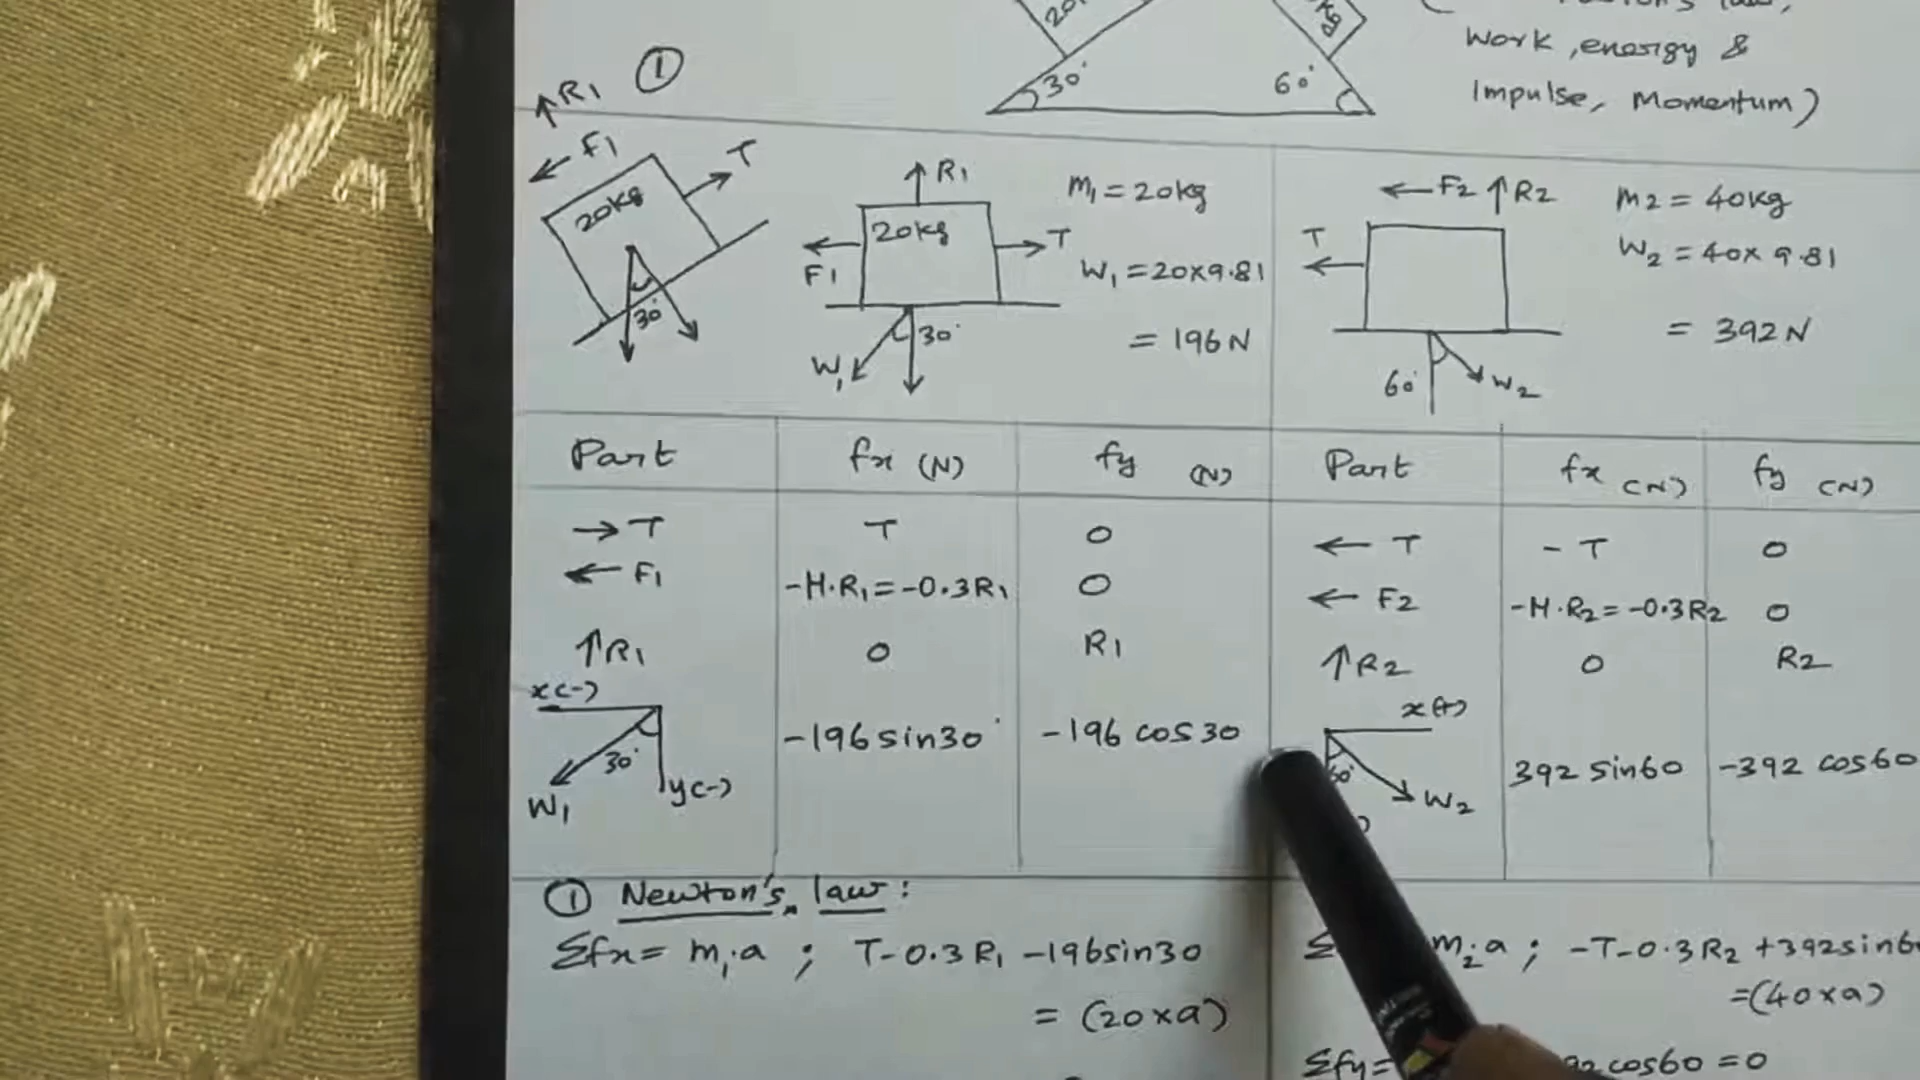 Work, energy &
Impulse, Momentum)
30°
60°
①
R1
F1
T
20kg
30
R1
20kg
F1
T
W1
30°
M1 = 20kg
W1 = 20×9.81
= 196N
F2
R2
T
60°
W2
M2 = 40kg
W2 = 40×9.81
= 392N
Part fx (N) fy (N)
→ T T 0
← F1 -μ·R1 = -0.3R1 0
↑R1 0 R1
x(-)
30°
W1
y(-)
-196 sin30° -196 cos30
Part fx (N) fy (N)
← T -T 0
← F2 -μ·R2 = -0.3R2 0
↑R2 0 R2
x(+)
60°
W2
392 sin60 -392 cos60
① Newton's law:
Σfx = m1·a ; T-0.3R1 -196sin30
= (20×a)
m2·a ; -T-0.3R2 +392sin6
=(40×a)
Σfy=
cos60 = 0